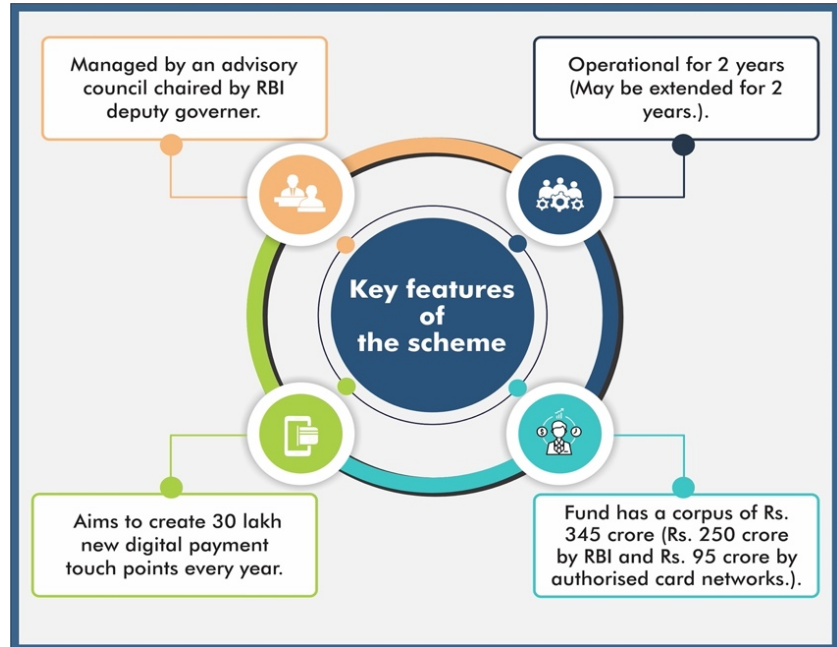 Managed by an advisory
council chaired by RBI
deputy governer.
Operational for 2 years
(May be extended for 2
years.).
Key features
of
the scheme
Aims to create 30 lakh
new digital payment
touch points every year.
Fund has a corpus of Rs.
345 crore (Rs. 250 crore
by RBI and Rs. 95 crore by
authorised card networks.).